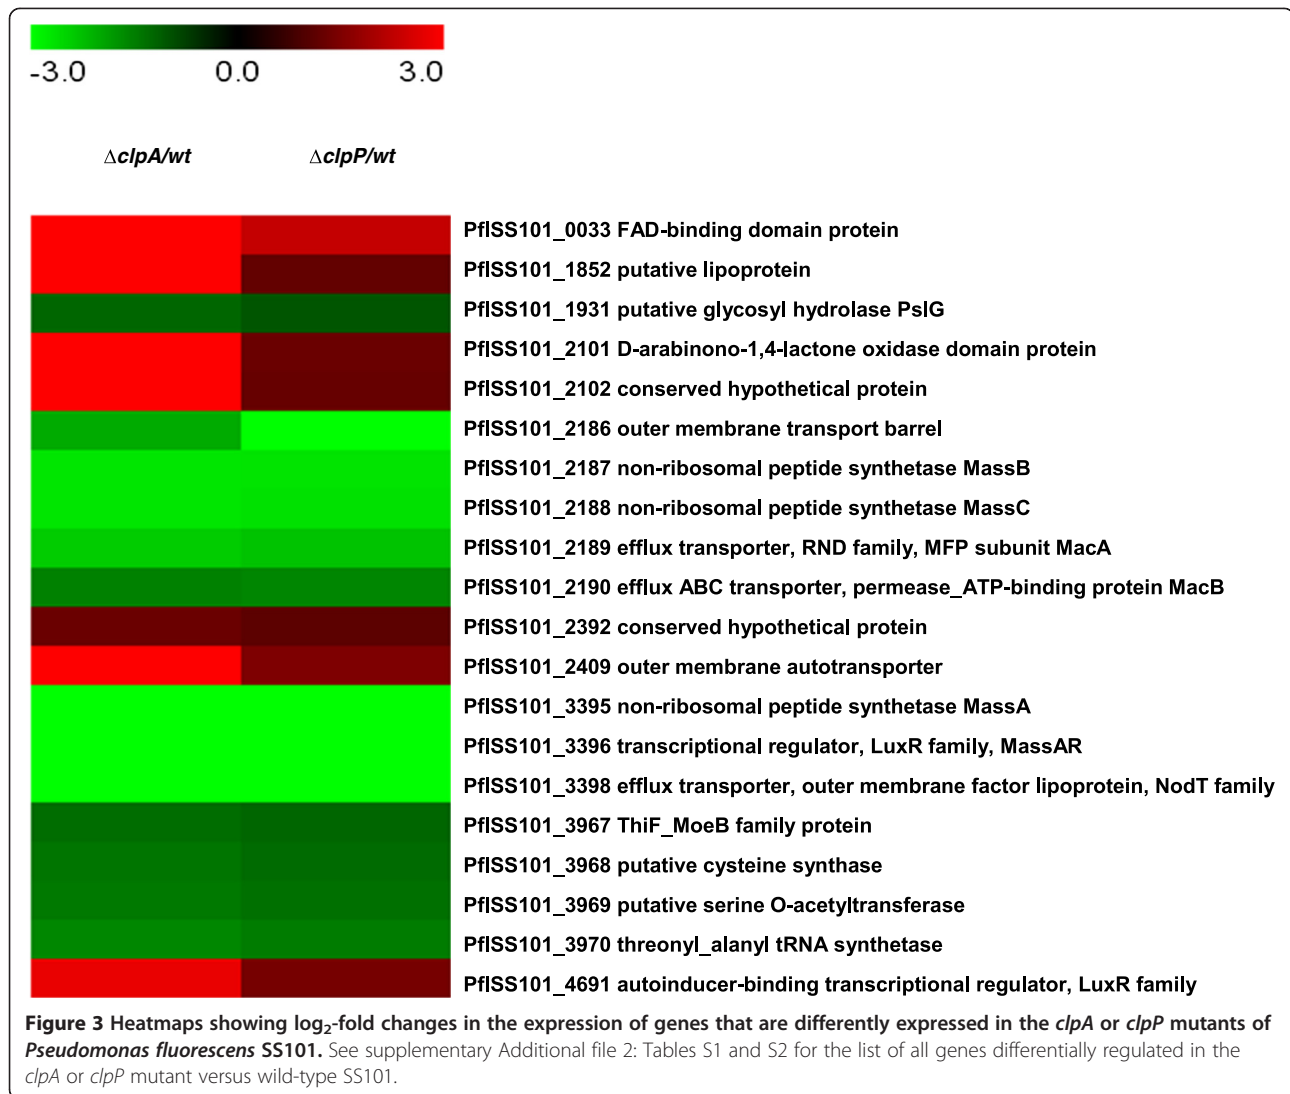 -3.0 0.0 3.0
ΔclpA/wt ΔclpP/wt
PflSS101_0033 FAD-binding domain protein
PflSS101_1852 putative lipoprotein
PflSS101_1931 putative glycosyl hydrolase PslG
PflSS101_2101 D-arabinono-1,4-lactone oxidase domain protein
PflSS101_2102 conserved hypothetical protein
PflSS101_2186 outer membrane transport barrel
PflSS101_2187 non-ribosomal peptide synthetase MassB
PflSS101_2188 non-ribosomal peptide synthetase MassC
PflSS101_2189 efflux transporter, RND family, MFP subunit MacA
PflSS101_2190 efflux ABC transporter, permease_ATP-binding protein MacB
PflSS101_2392 conserved hypothetical protein
PflSS101_2409 outer membrane autotransporter
PflSS101_3395 non-ribosomal peptide synthetase MassA
PflSS101_3396 transcriptional regulator, LuxR family, MassAR
PflSS101_3398 efflux transporter, outer membrane factor lipoprotein, NodT family
PflSS101_3967 ThiF_MoeB family protein
PflSS101_3968 putative cysteine synthase
PflSS101_3969 putative serine O-acetyltransferase
PflSS101_3970 threonyl_alanyl tRNA synthetase
PflSS101_4691 autoinducer-binding transcriptional regulator, LuxR family
Figure 3 Heatmaps showing log₂-fold changes in the expression of genes that are differently expressed in the clpA or clpP mutants of
Pseudomonas fluorescens SS101. See supplementary Additional file 2: Tables S1 and S2 for the list of all genes differentially regulated in the
clpA or clpP mutant versus wild-type SS101.